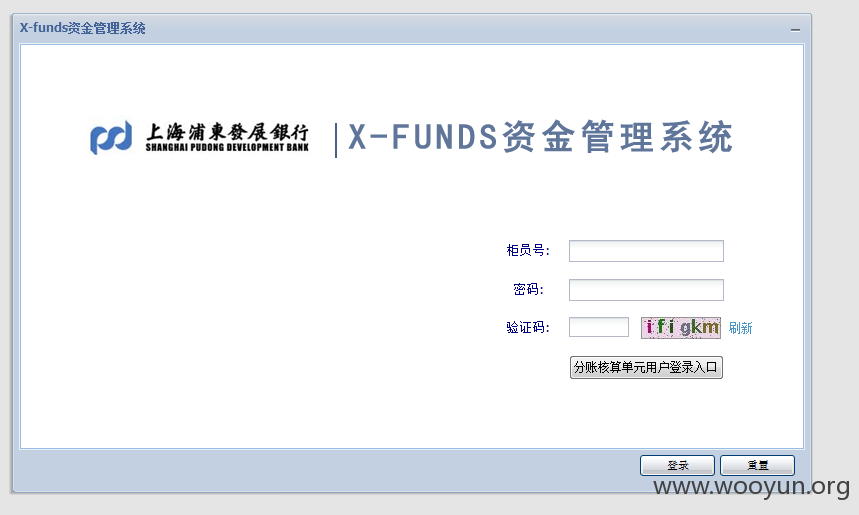 X-funds资金管理系统
上海浦東發展銀行
SHANGHAI PUDONG DEVELOPMENT BANK
X-FUNDS资金管理系统
柜员号:
密码:
验证码: ifigkm 刷新
分账核算单元用户登录入口
登录 重置
www.wooyun.org